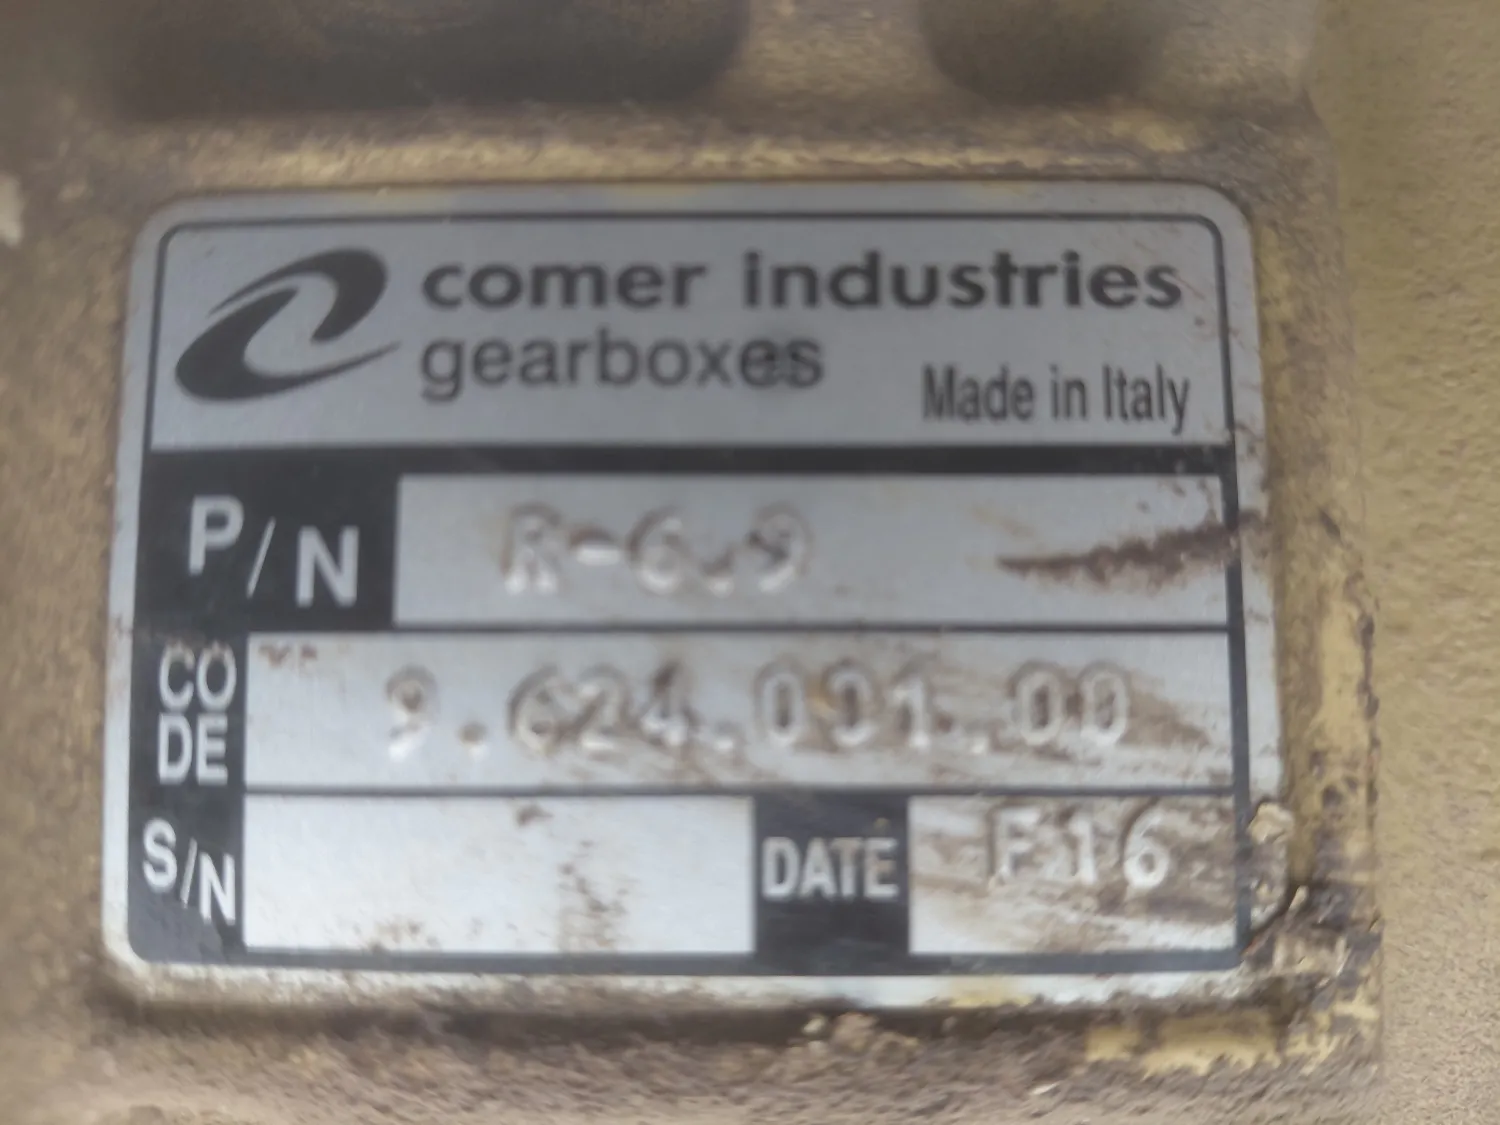 comer industries
gearboxes
Made in Italy
P/N R-6.9
CODE 9.624.001.00
S/N
DATE F16